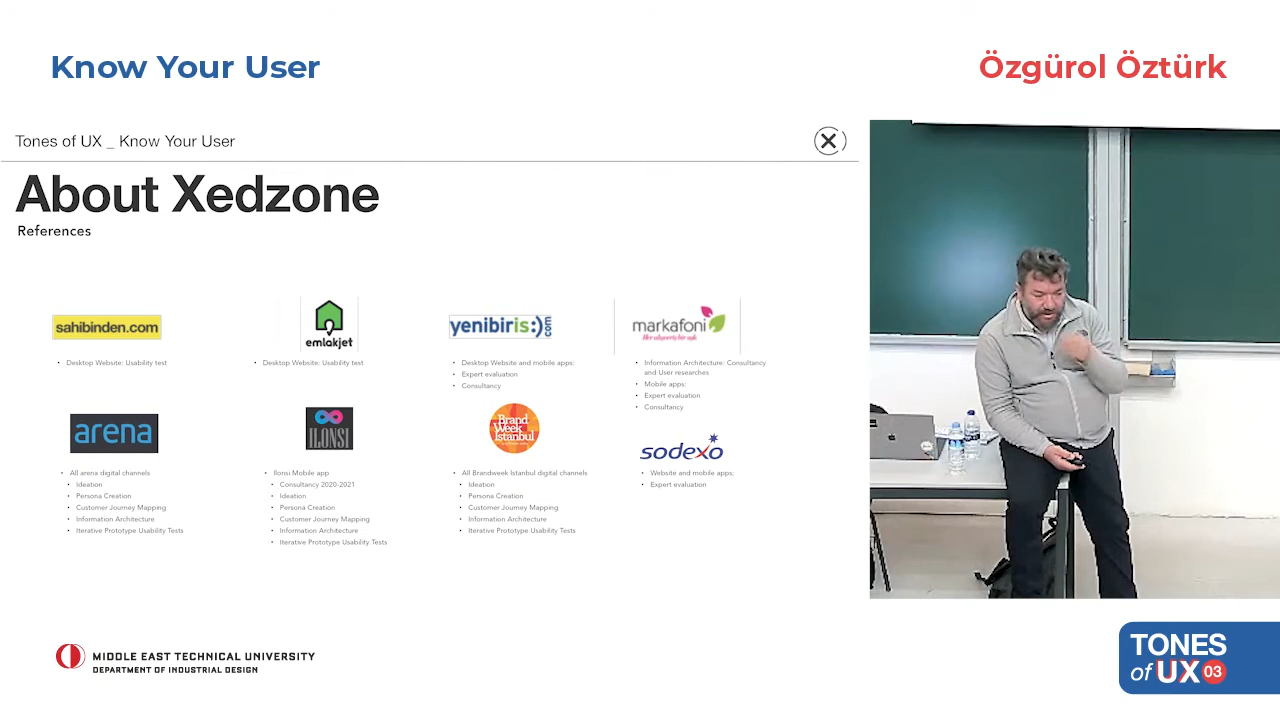 Know Your User
Özgürol Öztürk
Tones of UX _ Know Your User
About Xedzone
References
sahibinden.com
• Desktop Website: Usability test
emlakjet
• Desktop Website: Usability test
yenibiriş:)com
• Desktop Website and mobile apps:
• Expert evaluation
• Consultancy
markafoni
Her alışveriş bir aşk
• Information Architecture: Consultancy
and User researches
• Mobile apps:
• Expert evaluation
• Consultancy
arena
• All arena digital channels
• Ideation
• Persona Creation
• Customer Journey Mapping
• Information Architecture
• Iterative Prototype Usability Tests
ILONSI
• Ilonsi Mobile app
• Consultancy 2020-2021
• Ideation
• Persona Creation
• Customer Journey Mapping
• Information Architecture
• Iterative Prototype Usability Tests
Brand
Week
Istanbul
• All Brandweek Istanbul digital channels
• Ideation
• Persona Creation
• Customer Journey Mapping
• Information Architecture
• Iterative Prototype Usability Tests
sodexo
• Website and mobile apps:
• Expert evaluation
MIDDLE EAST TECHNICAL UNIVERSITY
DEPARTMENT OF INDUSTRIAL DESIGN
TONES
of UX 03